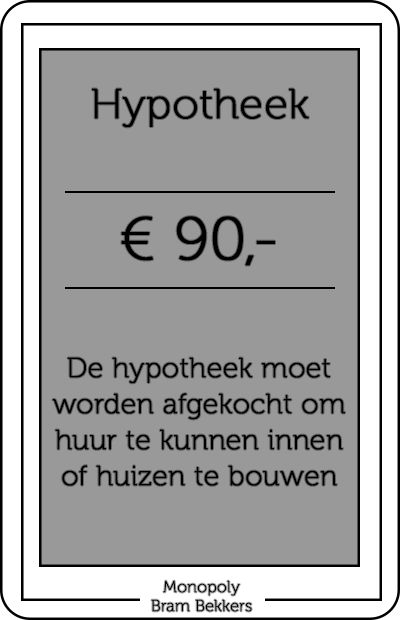 Hypotheek
€ 90,-
De hypotheek moet
worden afgekocht om
huur te kunnen innen
of huizen te bouwen
Monopoly
Bram Bekkers